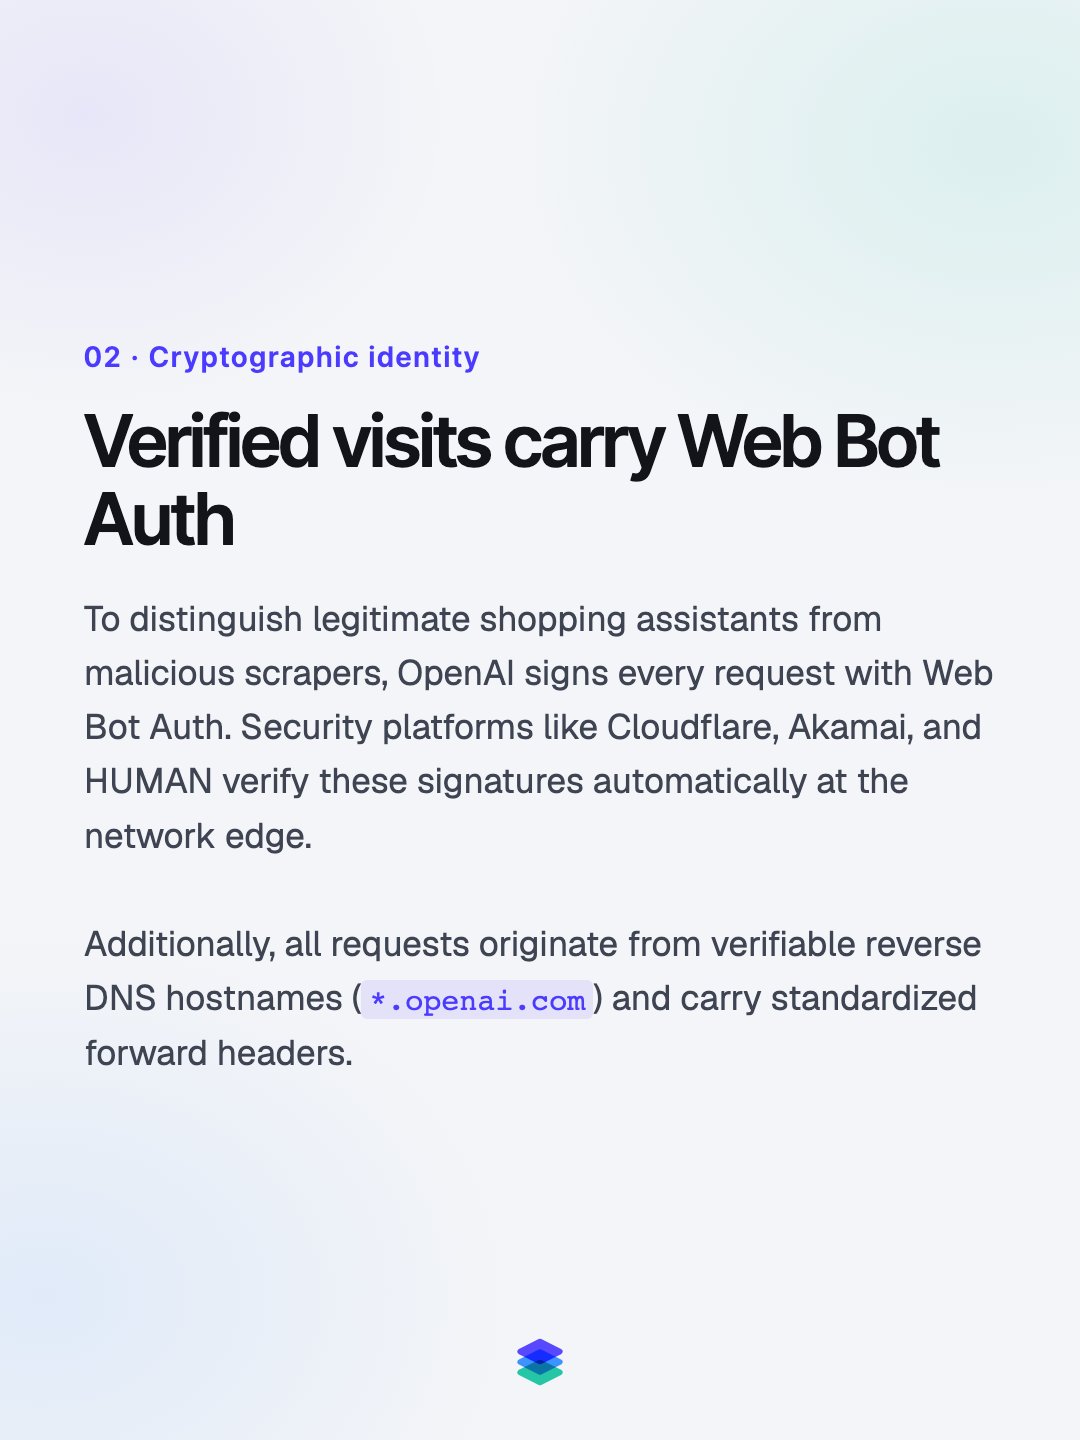 02 · Cryptographic identity
Verified visits carry Web Bot
Auth
To distinguish legitimate shopping assistants from
malicious scrapers, OpenAI signs every request with Web
Bot Auth. Security platforms like Cloudflare, Akamai, and
HUMAN verify these signatures automatically at the
network edge.
Additionally, all requests originate from verifiable reverse
DNS hostnames (*.openai.com) and carry standardized
forward headers.